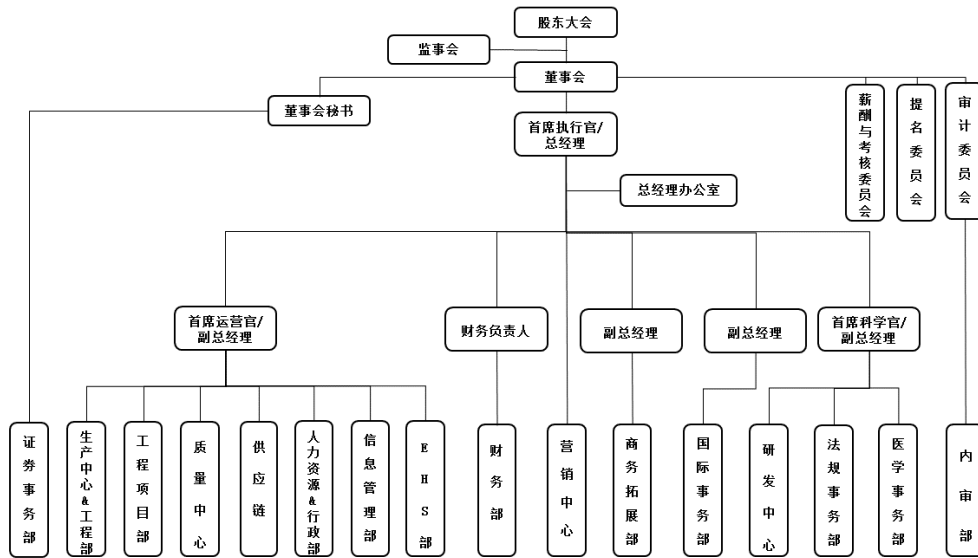 股东大会
监事会
董事会
董事会秘书
首席执行官/
总经理
薪酬与考核委员会
提名委员会
审计委员会
总经理办公室
首席运营官/
副总经理
财务负责人
副总经理
副总经理
首席科学官/
副总经理
证券事务部
生产中心&工程部
工程项目部
质量中心
供应链
人力资源&行政部
信息管理部
EHS部
财务部
营销中心
商务拓展部
国际事务部
研发中心
法规事务部
医学事务部
内审部